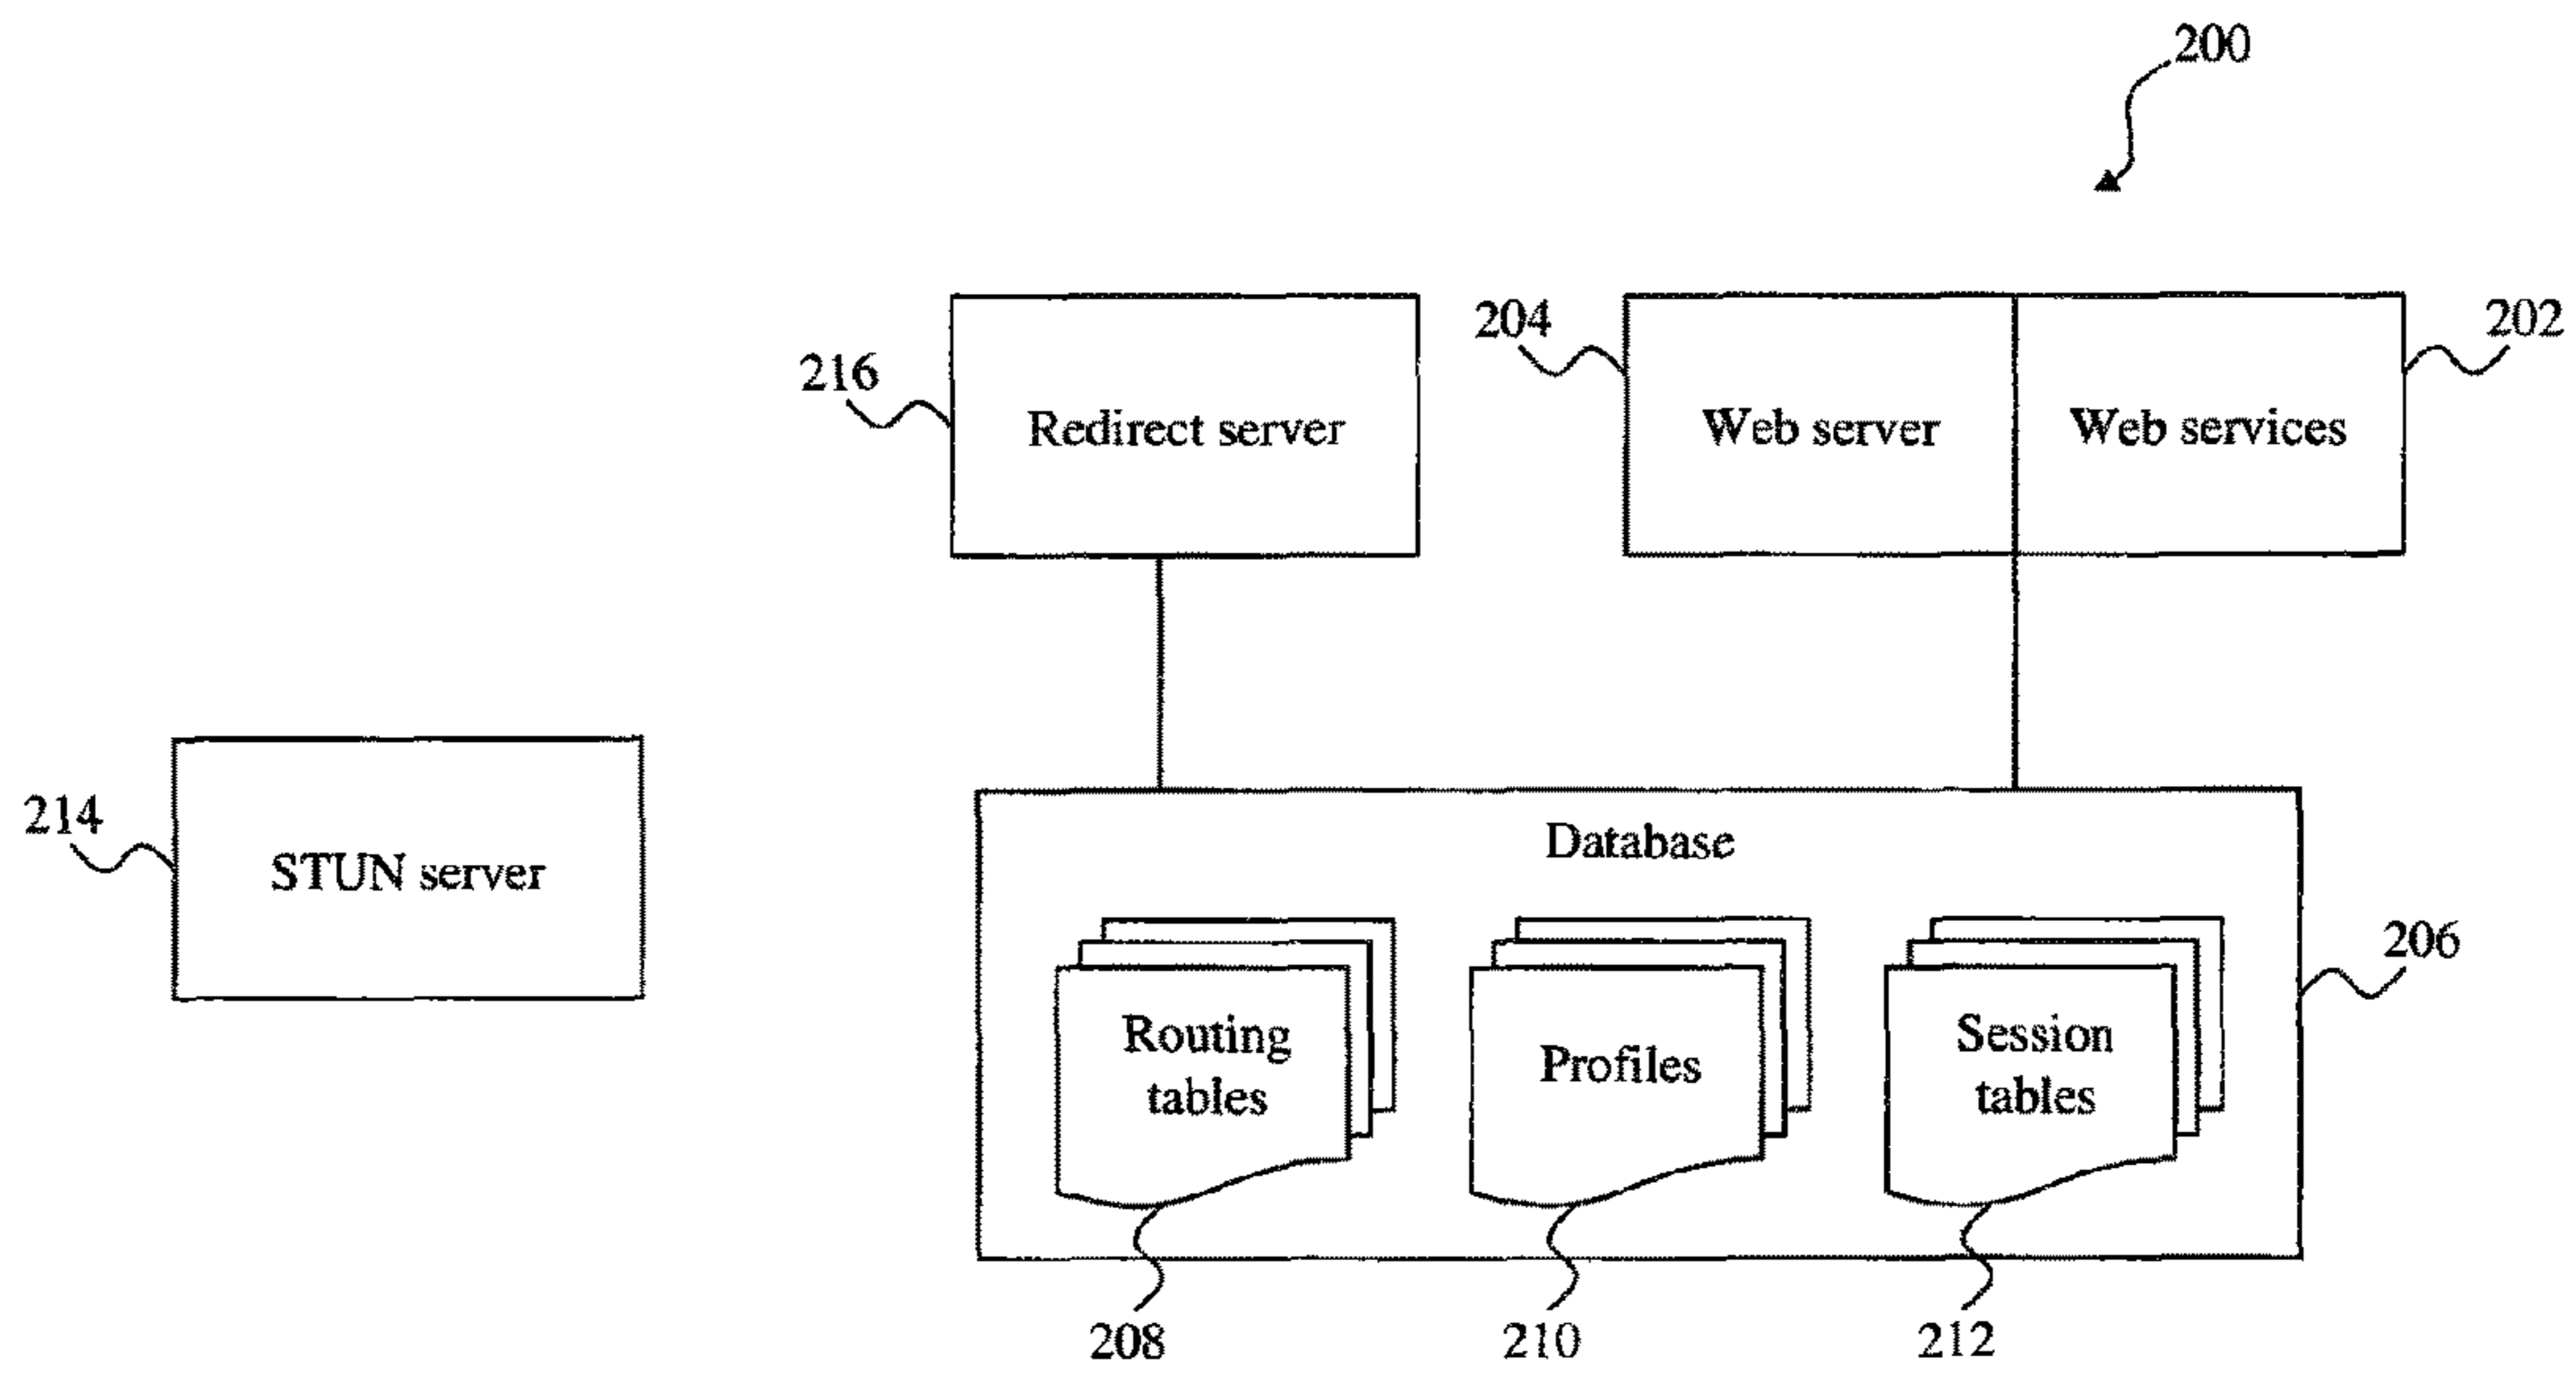 200
204
202
216
Redirect server
Web server
Web services
214
STUN server
Database
206
Routing
tables
Profiles
Session
tables
208
210
212